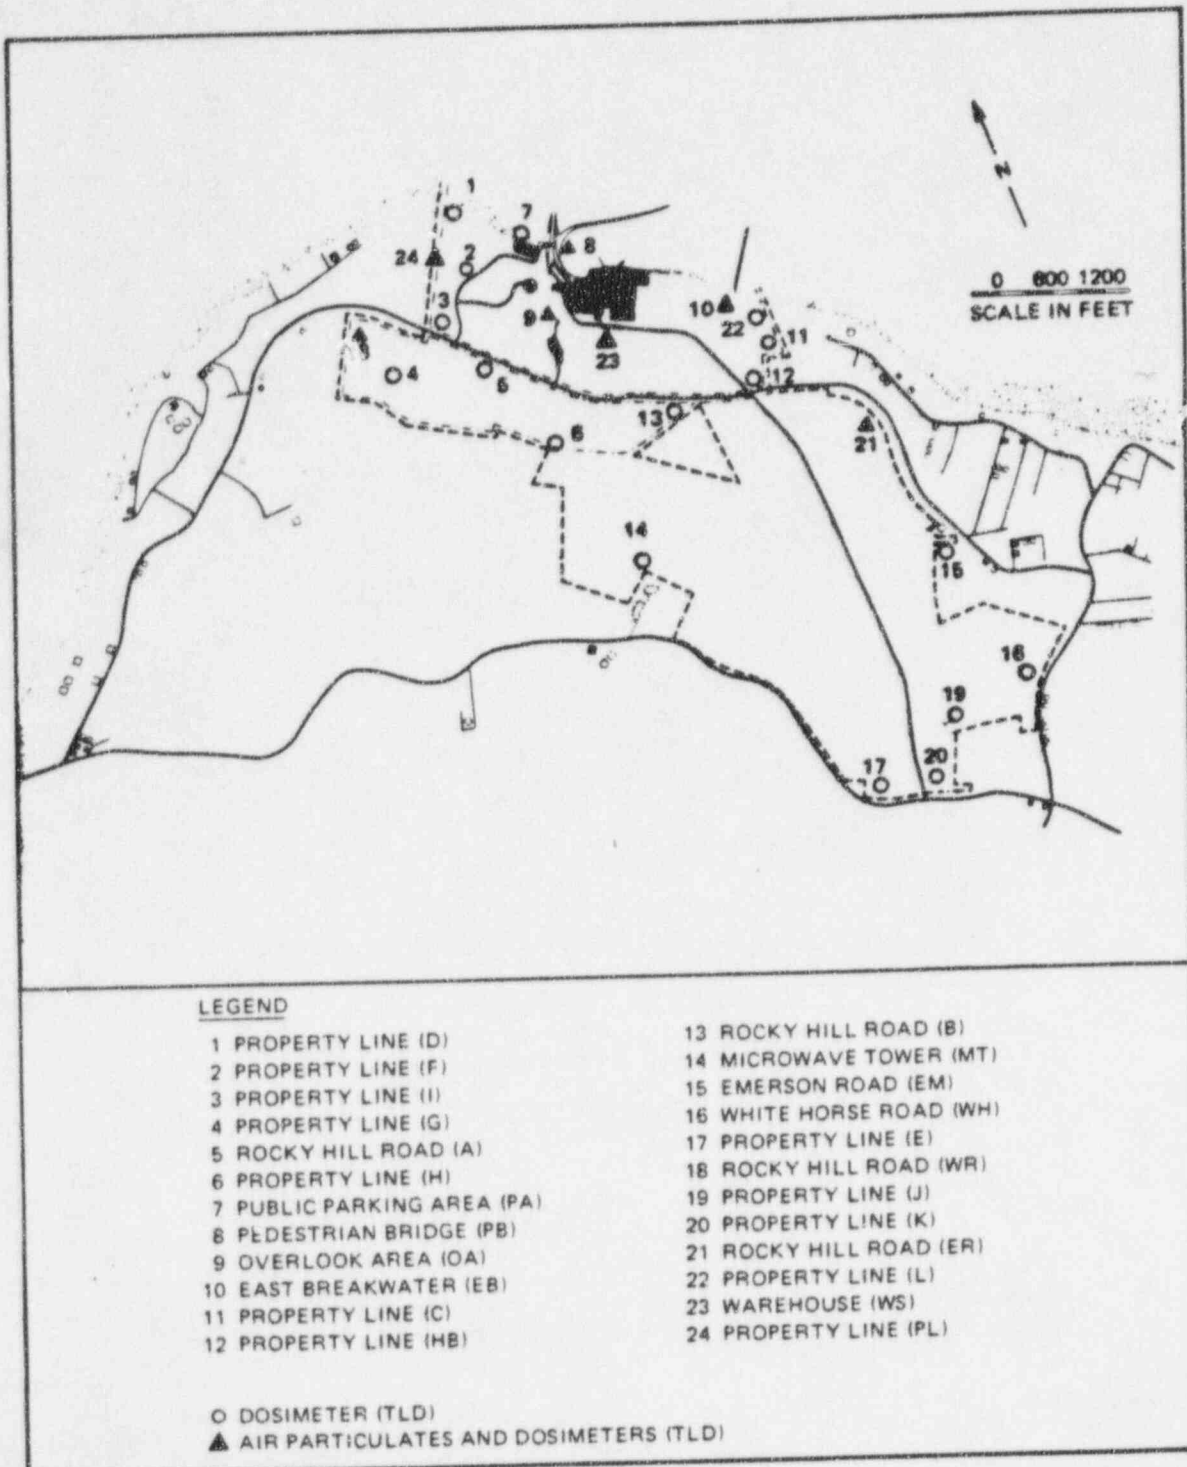 1
7
24
2
8
N
3
9
10
22
11
23
0 600 1200
SCALE IN FEET
4
5
12
13
6
21
14
15
16
19
17
20
LEGEND
1 PROPERTY LINE (D)
2 PROPERTY LINE (F)
3 PROPERTY LINE (I)
4 PROPERTY LINE (G)
5 ROCKY HILL ROAD (A)
6 PROPERTY LINE (H)
7 PUBLIC PARKING AREA (PA)
8 PEDESTRIAN BRIDGE (PB)
9 OVERLOOK AREA (OA)
10 EAST BREAKWATER (EB)
11 PROPERTY LINE (C)
12 PROPERTY LINE (HB)
13 ROCKY HILL ROAD (B)
14 MICROWAVE TOWER (MT)
15 EMERSON ROAD (EM)
16 WHITE HORSE ROAD (WH)
17 PROPERTY LINE (E)
18 ROCKY HILL ROAD (WR)
19 PROPERTY LINE (J)
20 PROPERTY LINE (K)
21 ROCKY HILL ROAD (ER)
22 PROPERTY LINE (L)
23 WAREHOUSE (WS)
24 PROPERTY LINE (PL)
DOSIMETER (TLD)
AIR PARTICULATES AND DOSIMETERS (TLD)